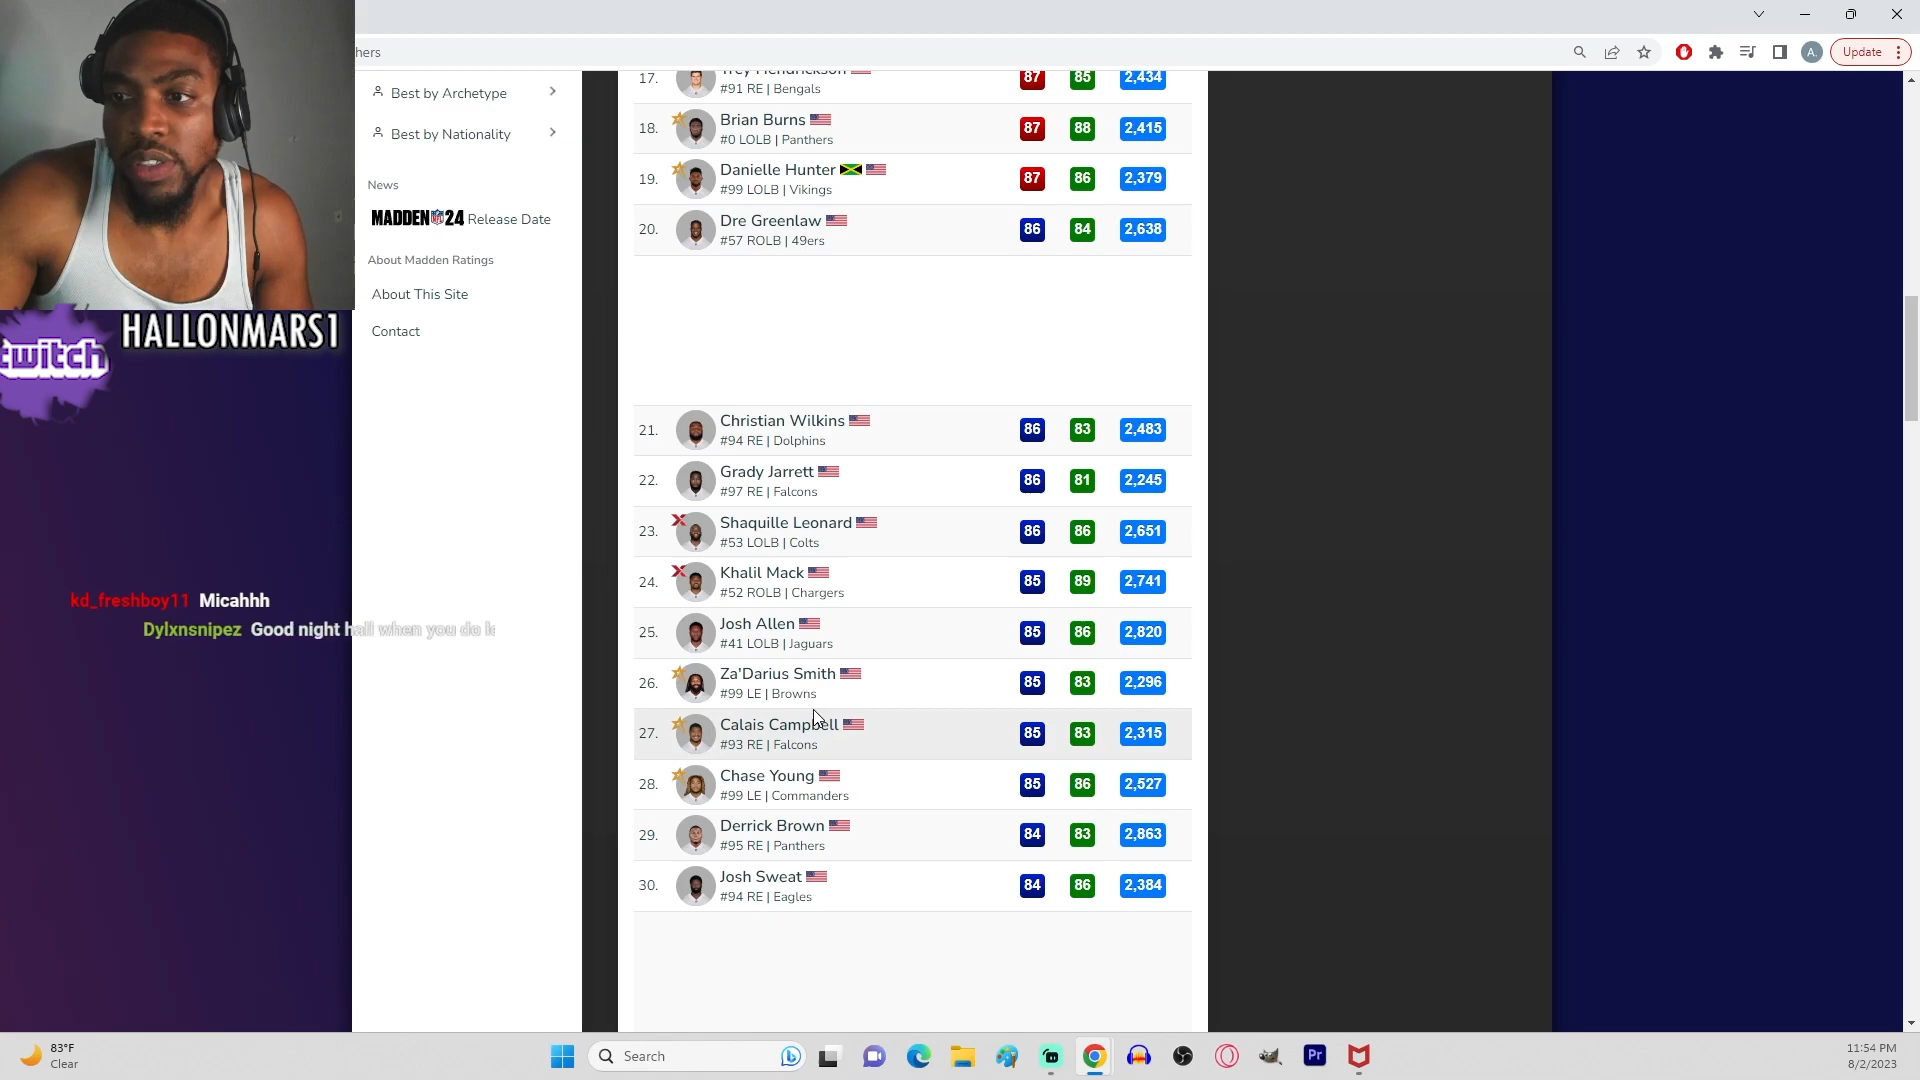 hers
Update
Best by Archetype
Best by Nationality
News
MADDEN NFL 24 Release Date
About Madden Ratings
About This Site
Contact
twitch
HALLONMARS1
kd_freshboy11 Micahhh
Dylxnsnipez Good night hall when you do
17. Trey Hendrickson 87 85 2,434
#91 RE | Bengals
18. Brian Burns 87 88 2,415
#0 LOLB | Panthers
19. Danielle Hunter 87 86 2,379
#99 LOLB | Vikings
20. Dre Greenlaw 86 84 2,638
#57 ROLB | 49ers
21. Christian Wilkins 86 83 2,483
#94 RE | Dolphins
22. Grady Jarrett 86 81 2,245
#97 RE | Falcons
23. Shaquille Leonard 86 86 2,651
#53 LOLB | Colts
24. Khalil Mack 85 89 2,741
#52 ROLB | Chargers
25. Josh Allen 85 86 2,820
#41 LOLB | Jaguars
26. Za'Darius Smith 85 83 2,296
#99 LE | Browns
27. Calais Campbell 85 83 2,315
#93 RE | Falcons
28. Chase Young 85 86 2,527
#99 LE | Commanders
29. Derrick Brown 84 83 2,863
#95 RE | Panthers
30. Josh Sweat 84 86 2,384
#94 RE | Eagles
83°F
Clear
Search
Pr
11:54 PM
8/2/2023